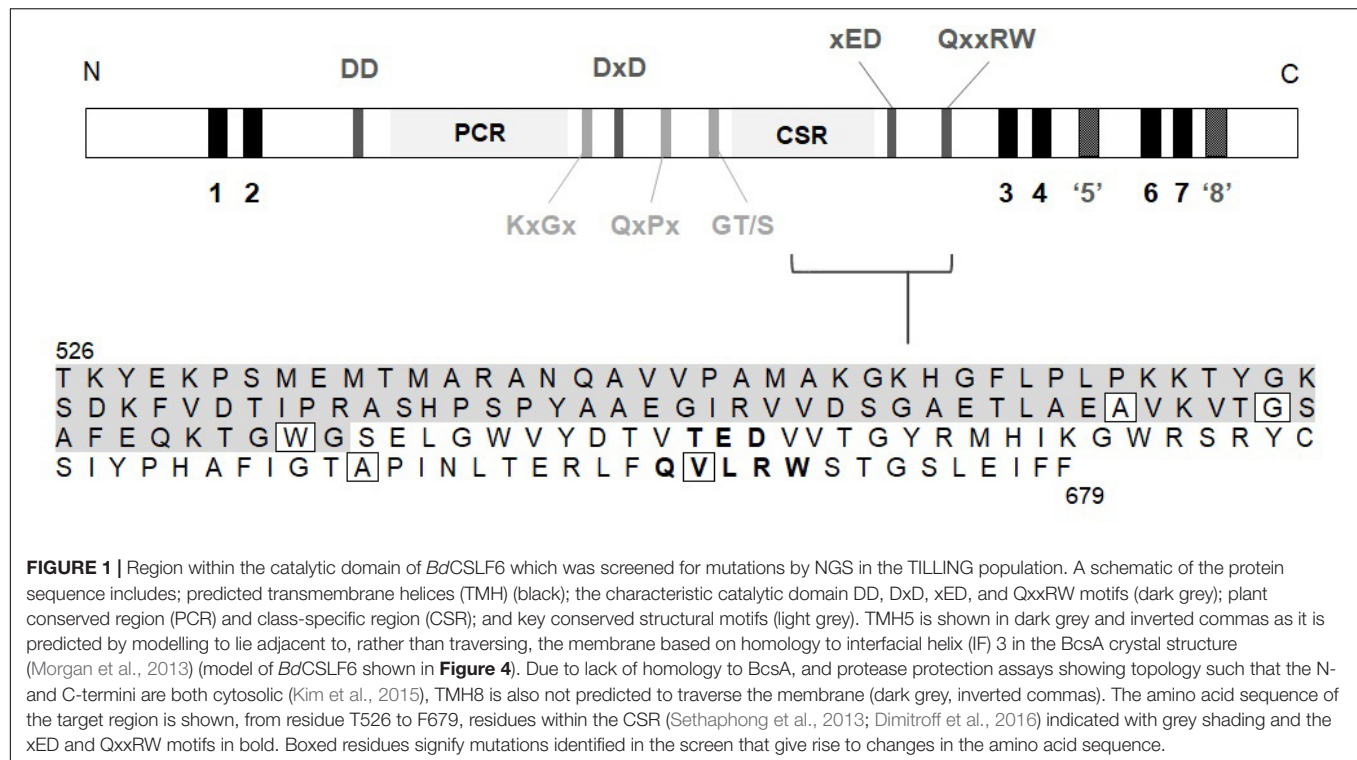 xED QxxRW
N DD DxD C
PCR CSR
1 2 3 4 '5' 6 7 '8'
KxGx QxPx GT/S
526
T K Y E K P S M E M T M A R A N Q A V V P A M A K G K H G F L P L P K K T Y G K
S D K F V D T I P R A S H P S P Y A A E G I R V V D S G A E T L A E A V K V T G S
A F E Q K T G W G S E L G W V Y D T V T E D V V T G Y R M H I K G W R S R Y C
S I Y P H A F I G T A P I N L T E R L F Q V L R W S T G S L E I F F
679
FIGURE 1 | Region within the catalytic domain of BdCSLF6 which was screened for mutations by NGS in the TILLING population. A schematic of the protein
sequence includes; predicted transmembrane helices (TMH) (black); the characteristic catalytic domain DD, DxD, xED, and QxxRW motifs (dark grey); plant
conserved region (PCR) and class-specific region (CSR); and key conserved structural motifs (light grey). TMH5 is shown in dark grey and inverted commas as it is
predicted by modelling to lie adjacent to, rather than traversing, the membrane based on homology to interfacial helix (IF) 3 in the BcsA crystal structure
(Morgan et al., 2013) (model of BdCSLF6 shown in Figure 4). Due to lack of homology to BcsA, and protease protection assays showing topology such that the N-
and C-termini are both cytosolic (Kim et al., 2015), TMH8 is also not predicted to traverse the membrane (dark grey, inverted commas). The amino acid sequence of
the target region is shown, from residue T526 to F679, residues within the CSR (Sethaphong et al., 2013; Dimitroff et al., 2016) indicated with grey shading and the
xED and QxxRW motifs in bold. Boxed residues signify mutations identified in the screen that give rise to changes in the amino acid sequence.